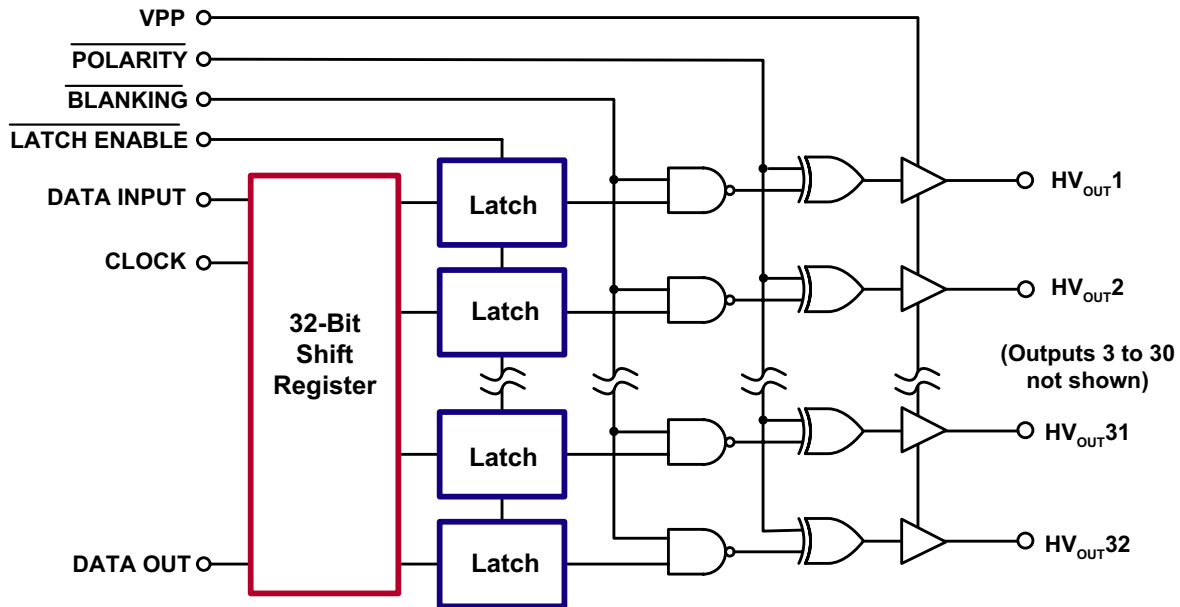 VPP
POLARITY
BLANKING
LATCH ENABLE
DATA INPUT
CLOCK
DATA OUT
32-Bit
Shift
Register
Latch
Latch
Latch
Latch
HVOUT1
HVOUT2
(Outputs 3 to 30
not shown)
HVOUT31
HVOUT32